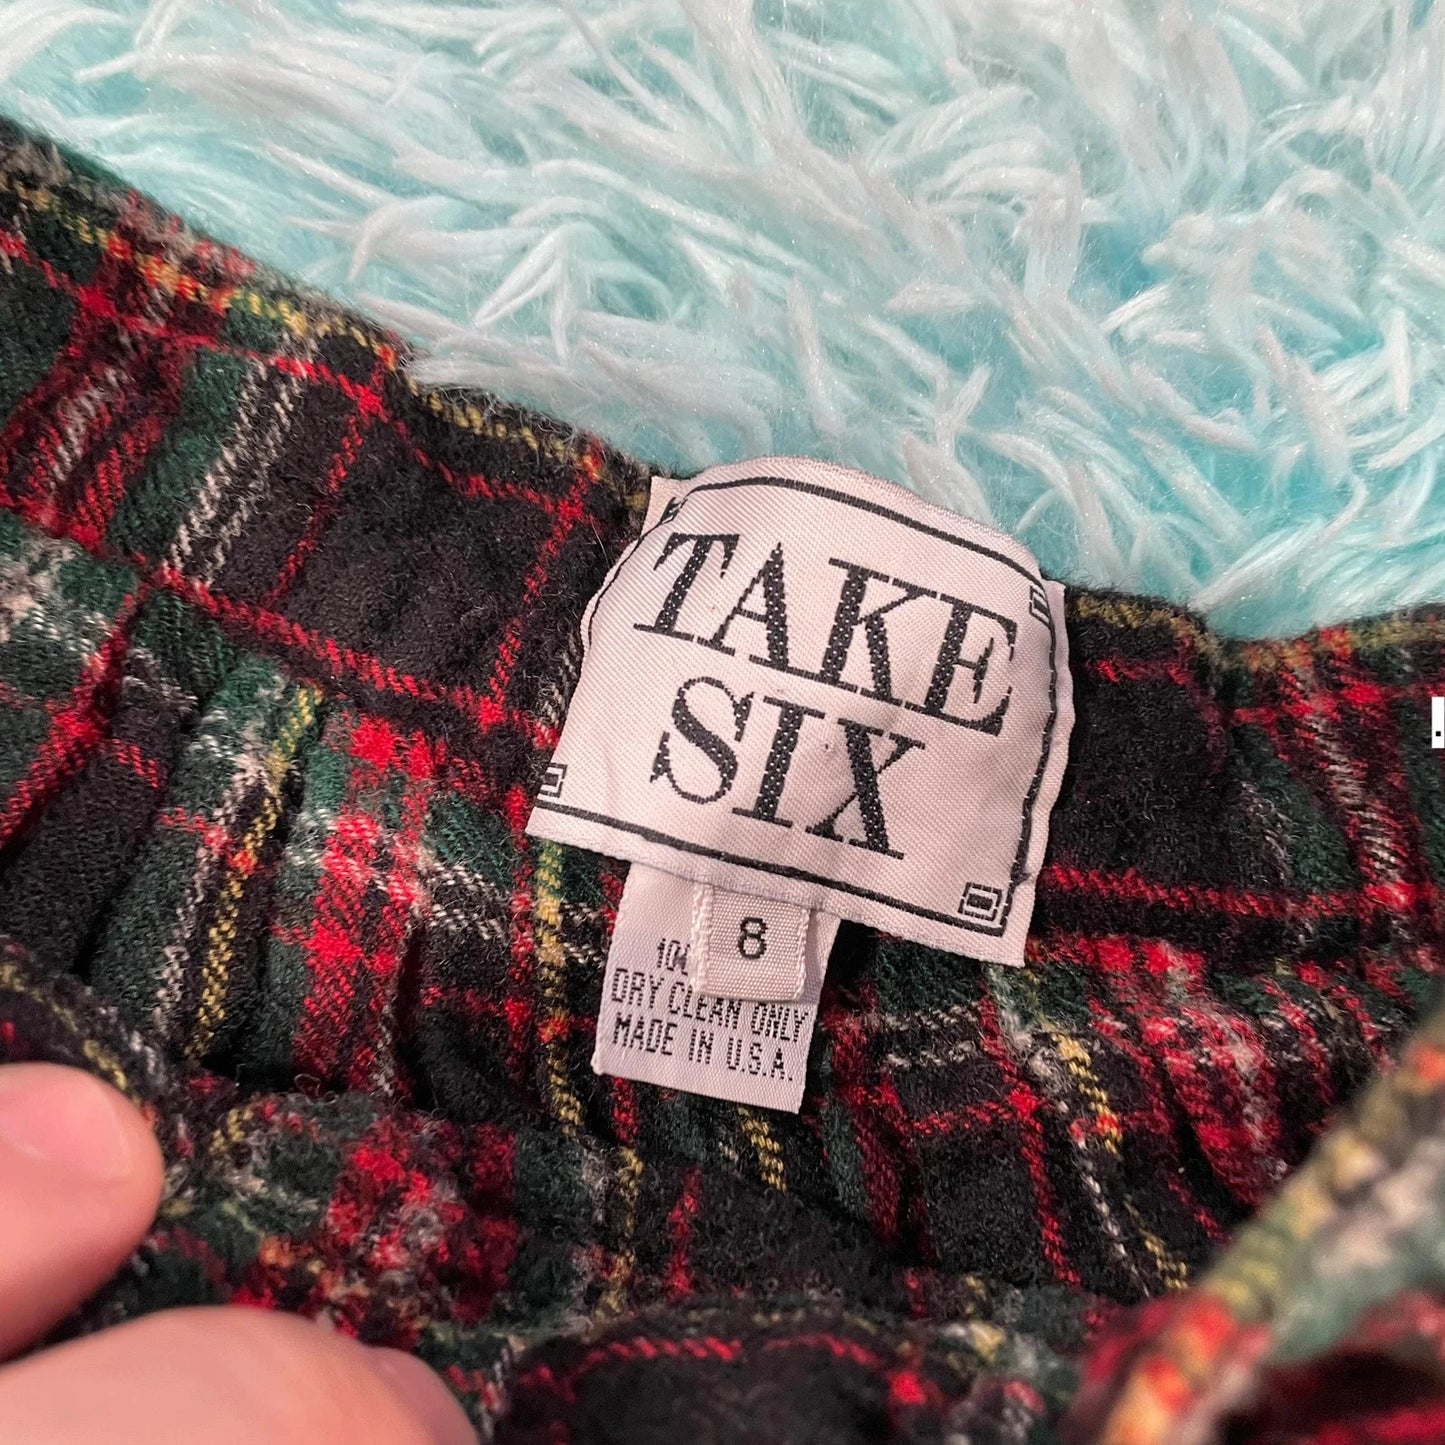 TAKE
SIX
8
DRY CLEAN ONLY
MADE IN U.S.A.